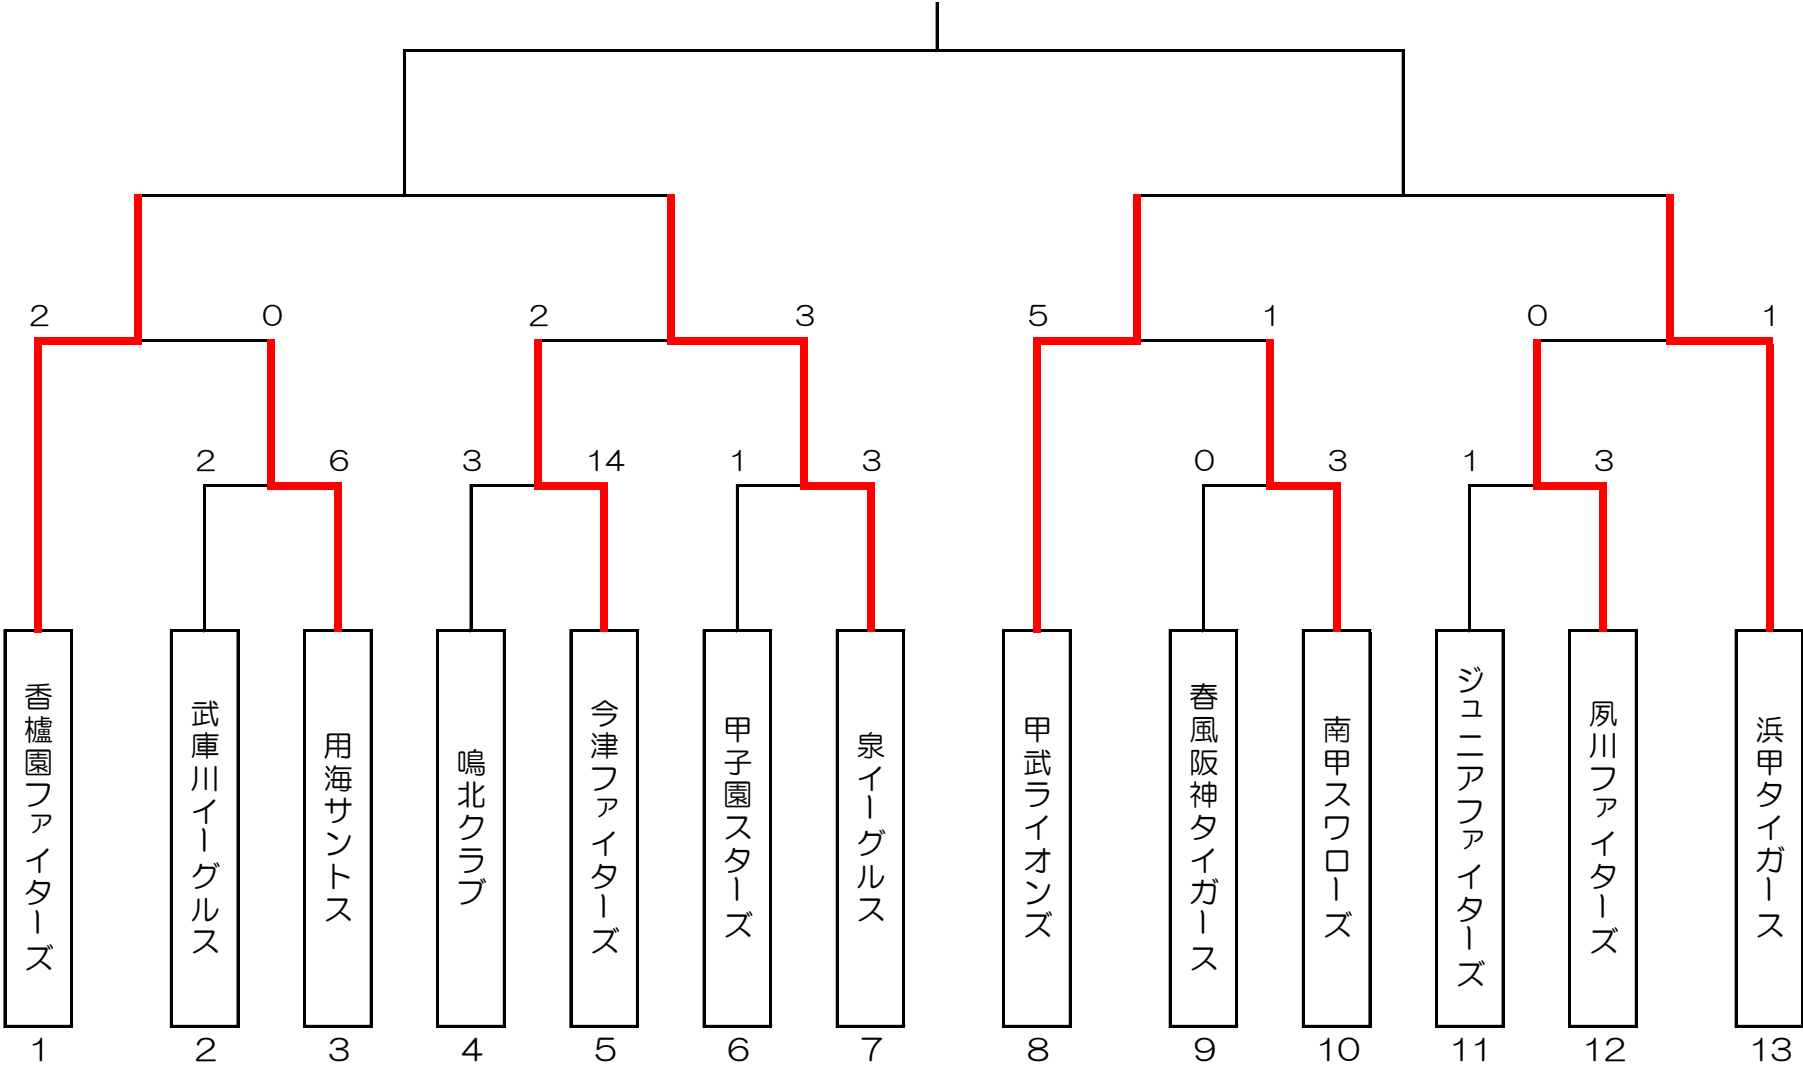 2 0 2 3 5 1 0 1
2 6 3 14 1 3 0 3 1 3
香櫨園ファイターズ
武庫川イーグルス
用海サントス
鳴北クラブ
今津ファイターズ
甲子園スターズ
泉イーグルス
甲武ライオンズ
春風阪神タイガース
南甲スワローズ
ジュニアファイターズ
夙川ファイターズ
浜甲タイガース
1 2 3 4 5 6 7 8 9 10 11 12 13